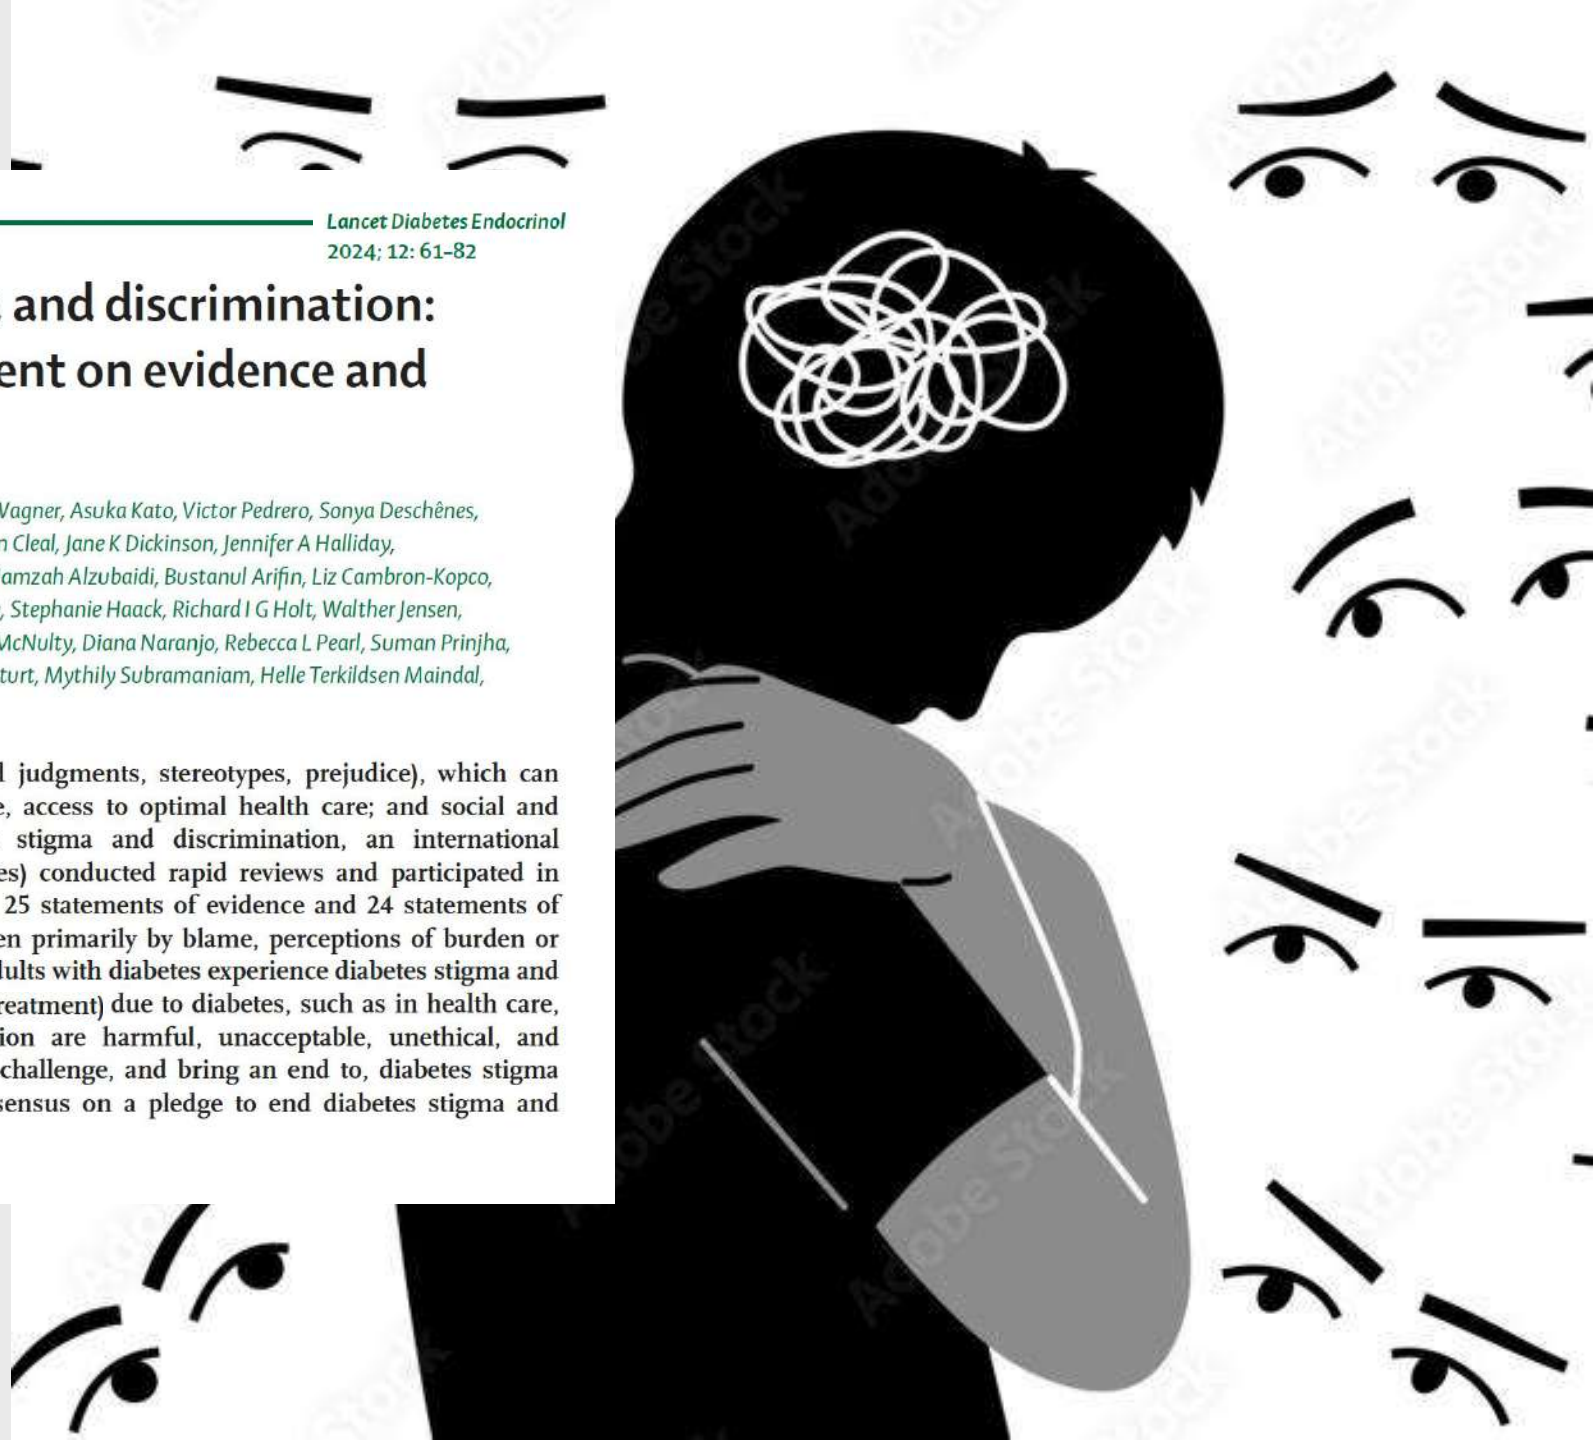 Lancet Diabetes Endocrinol
2024; 12: 61–82
and discrimination:
ent on evidence and
Wagner, Asuka Kato, Victor Pedrero, Sonya Deschênes,
n Cleal, Jane K Dickinson, Jennifer A Halliday,
amzah Alzubaidi, Bustanul Arifin, Liz Cambron-Kopco,
, Stephanie Haack, Richard I G Holt, Walther Jensen,
McNulty, Diana Naranjo, Rebecca L Pearl, Suman Prinjha,
turt, Mythily Subramaniam, Helle Terkildsen Maindal,
judgments, stereotypes, prejudice), which can
e, access to optimal health care; and social and
stigma and discrimination, an international
es) conducted rapid reviews and participated in
25 statements of evidence and 24 statements of
en primarily by blame, perceptions of burden or
dults with diabetes experience diabetes stigma and
reatment) due to diabetes, such as in health care,
ion are harmful, unacceptable, unethical, and
challenge, and bring an end to, diabetes stigma
sensus on a pledge to end diabetes stigma and
Adobe Stock